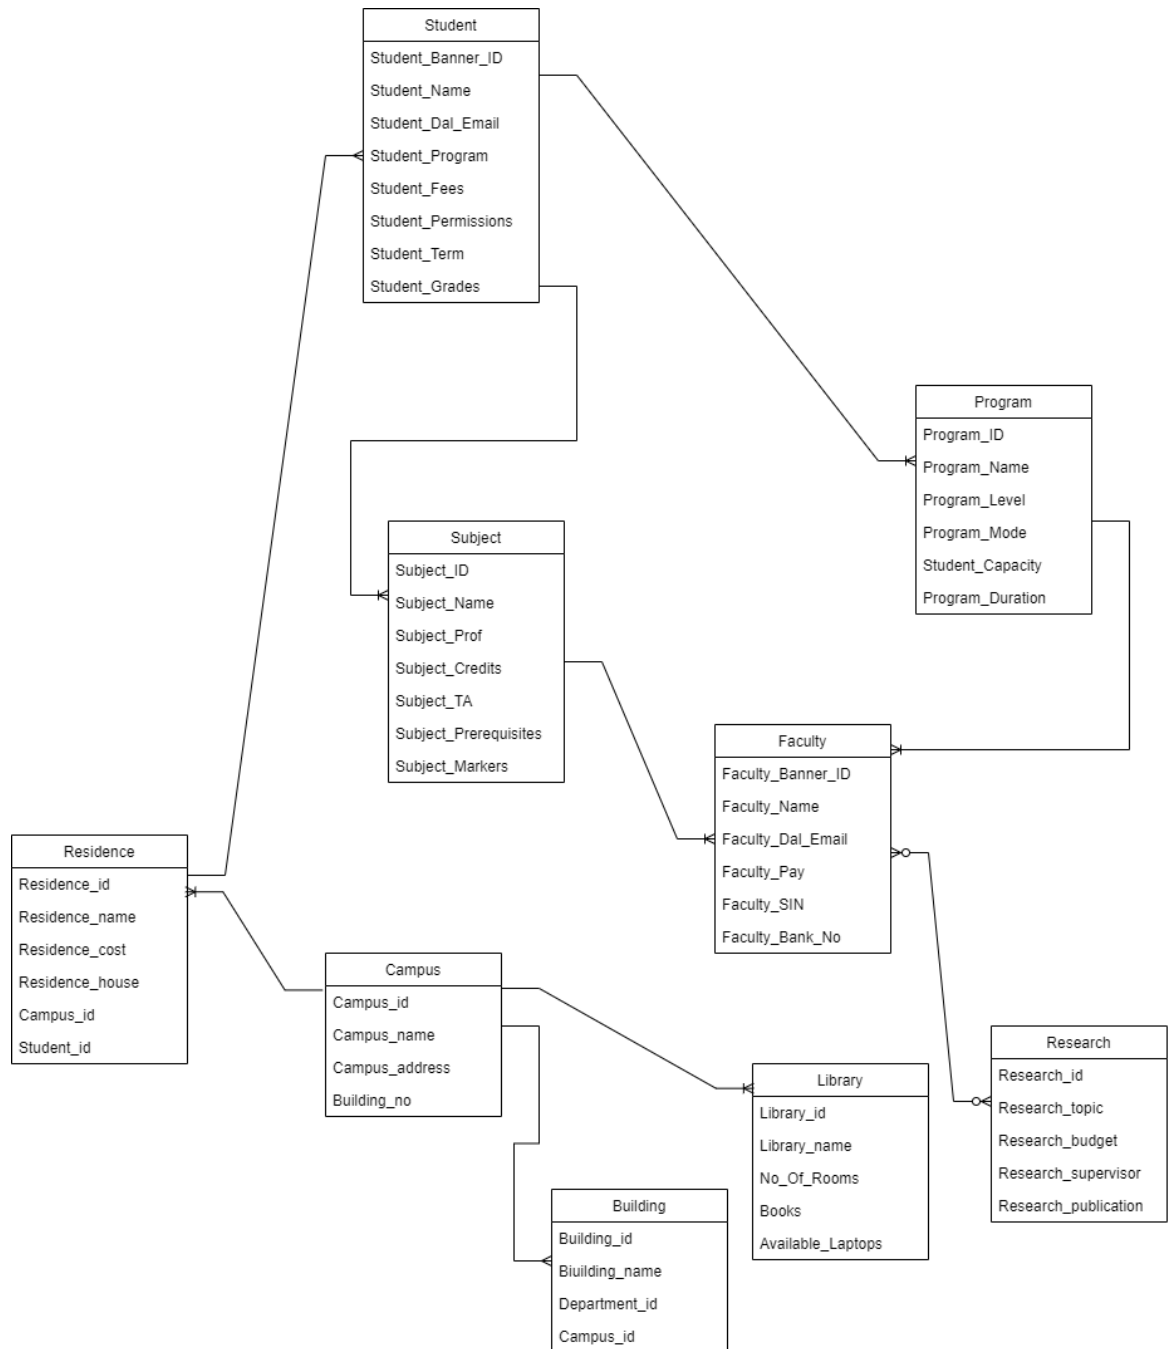 Student
Student_Banner_ID
Student_Name
Student_Dal_Email
Student_Program
Student_Fees
Student_Permissions
Student_Term
Student_Grades
Program
Program_ID
Program_Name
Program_Level
Program_Mode
Student_Capacity
Program_Duration
Subject
Subject_ID
Subject_Name
Subject_Prof
Subject_Credits
Subject_TA
Subject_Prerequisites
Subject_Markers
Faculty
Faculty_Banner_ID
Faculty_Name
Faculty_Dal_Email
Faculty_Pay
Faculty_SIN
Faculty_Bank_No
Residence
Residence_id
Residence_name
Residence_cost
Residence_house
Campus_id
Student_id
Campus
Campus_id
Campus_name
Campus_address
Building_no
Research
Research_id
Research_topic
Research_budget
Research_supervisor
Research_publication
Library
Library_id
Library_name
No_Of_Rooms
Books
Available_Laptops
Building
Building_id
Biuilding_name
Department_id
Campus_id